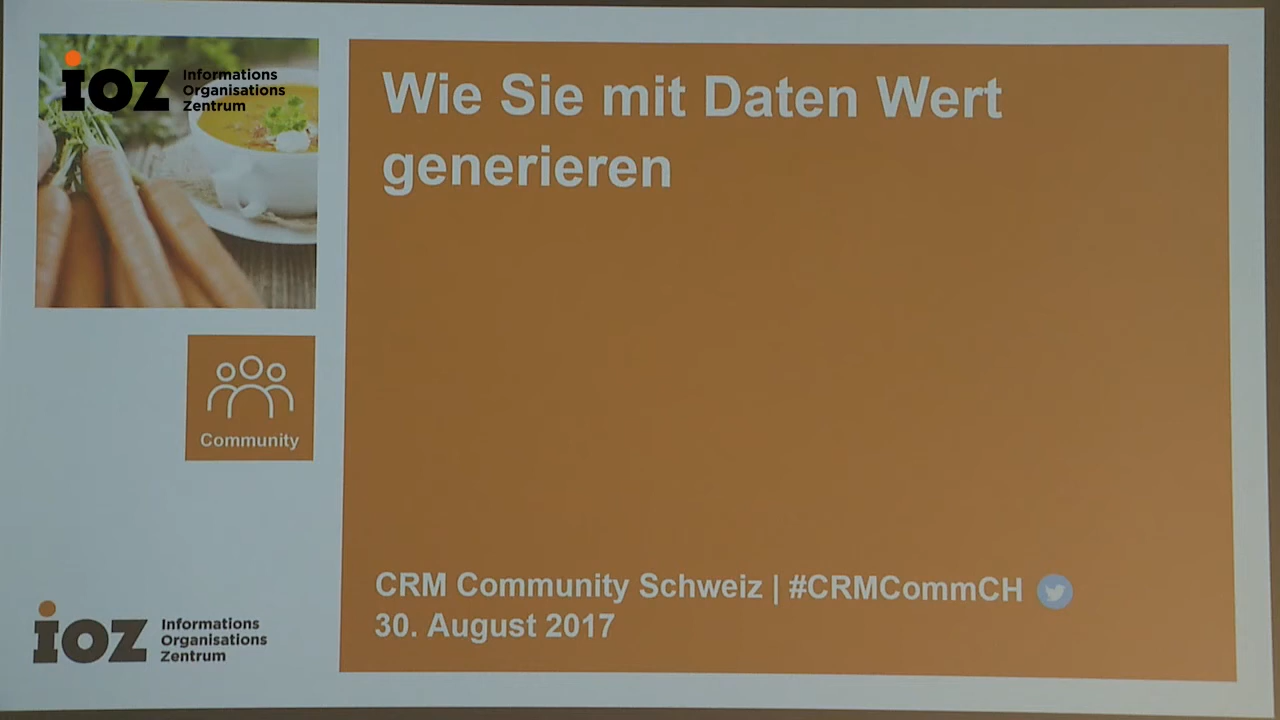 ioz Informations
Organisations
Zentrum
Wie Sie mit Daten Wert
generieren
Community
CRM Community Schweiz | #CRMCommCH
30. August 2017
ioz Informations
Organisations
Zentrum